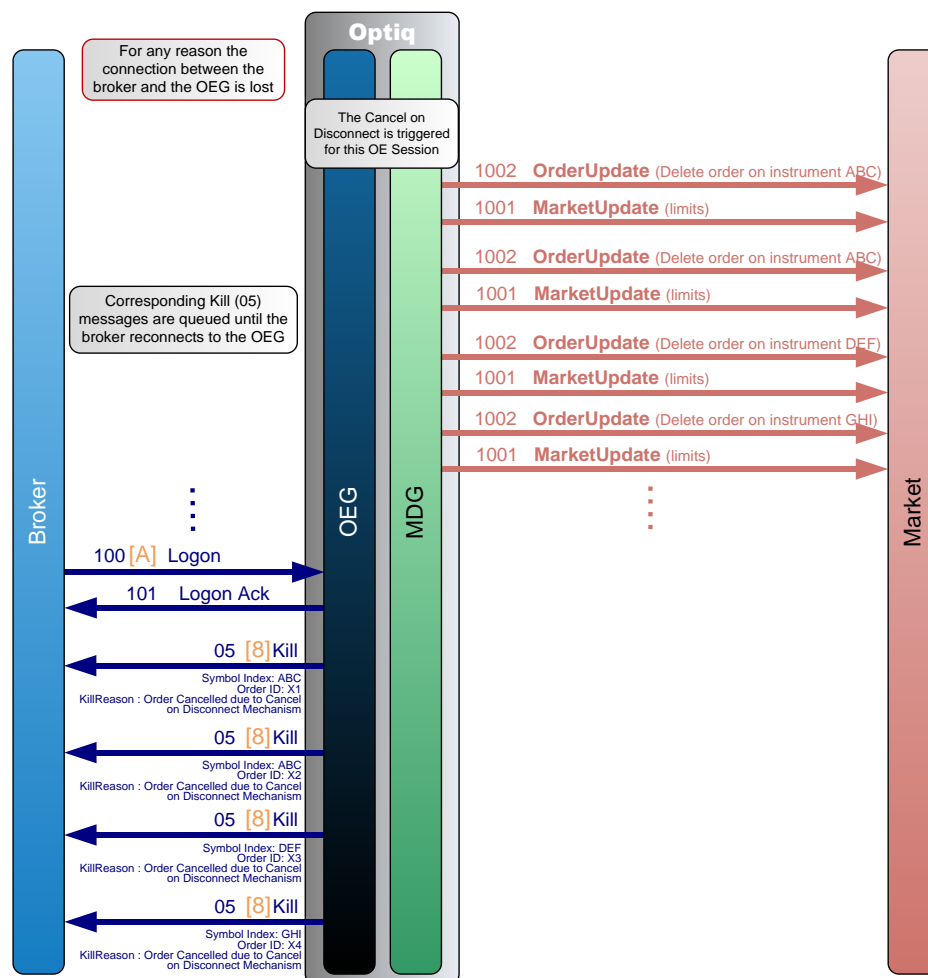 Optiq
For any reason the
connection between the
broker and the OEG is lost
The Cancel on
Disconnect is triggered
for this OE Session
1002 OrderUpdate (Delete order on instrument ABC)
1001 MarketUpdate (limits)
1002 OrderUpdate (Delete order on instrument ABC)
Corresponding Kill (05)
messages are queued until the
broker reconnects to the OEG
1001 MarketUpdate (limits)
1002 OrderUpdate (Delete order on instrument DEF)
1001 MarketUpdate (limits)
1002 OrderUpdate (Delete order on instrument GHI)
1001 MarketUpdate (limits)
Broker
OEG
MDG
Market
100 [A] Logon
101 Logon Ack
05 [8] Kill
Symbol Index: ABC
Order ID: X1
KillReason : Order Cancelled due to Cancel
on Disconnect Mechanism
05 [8] Kill
Symbol Index: ABC
Order ID: X2
KillReason : Order Cancelled due to Cancel
on Disconnect Mechanism
05 [8] Kill
Symbol Index: DEF
Order ID: X3
KillReason : Order Cancelled due to Cancel
on Disconnect Mechanism
05 [8] Kill
Symbol Index: GHI
Order ID: X4
KillReason : Order Cancelled due to Cancel
on Disconnect Mechanism